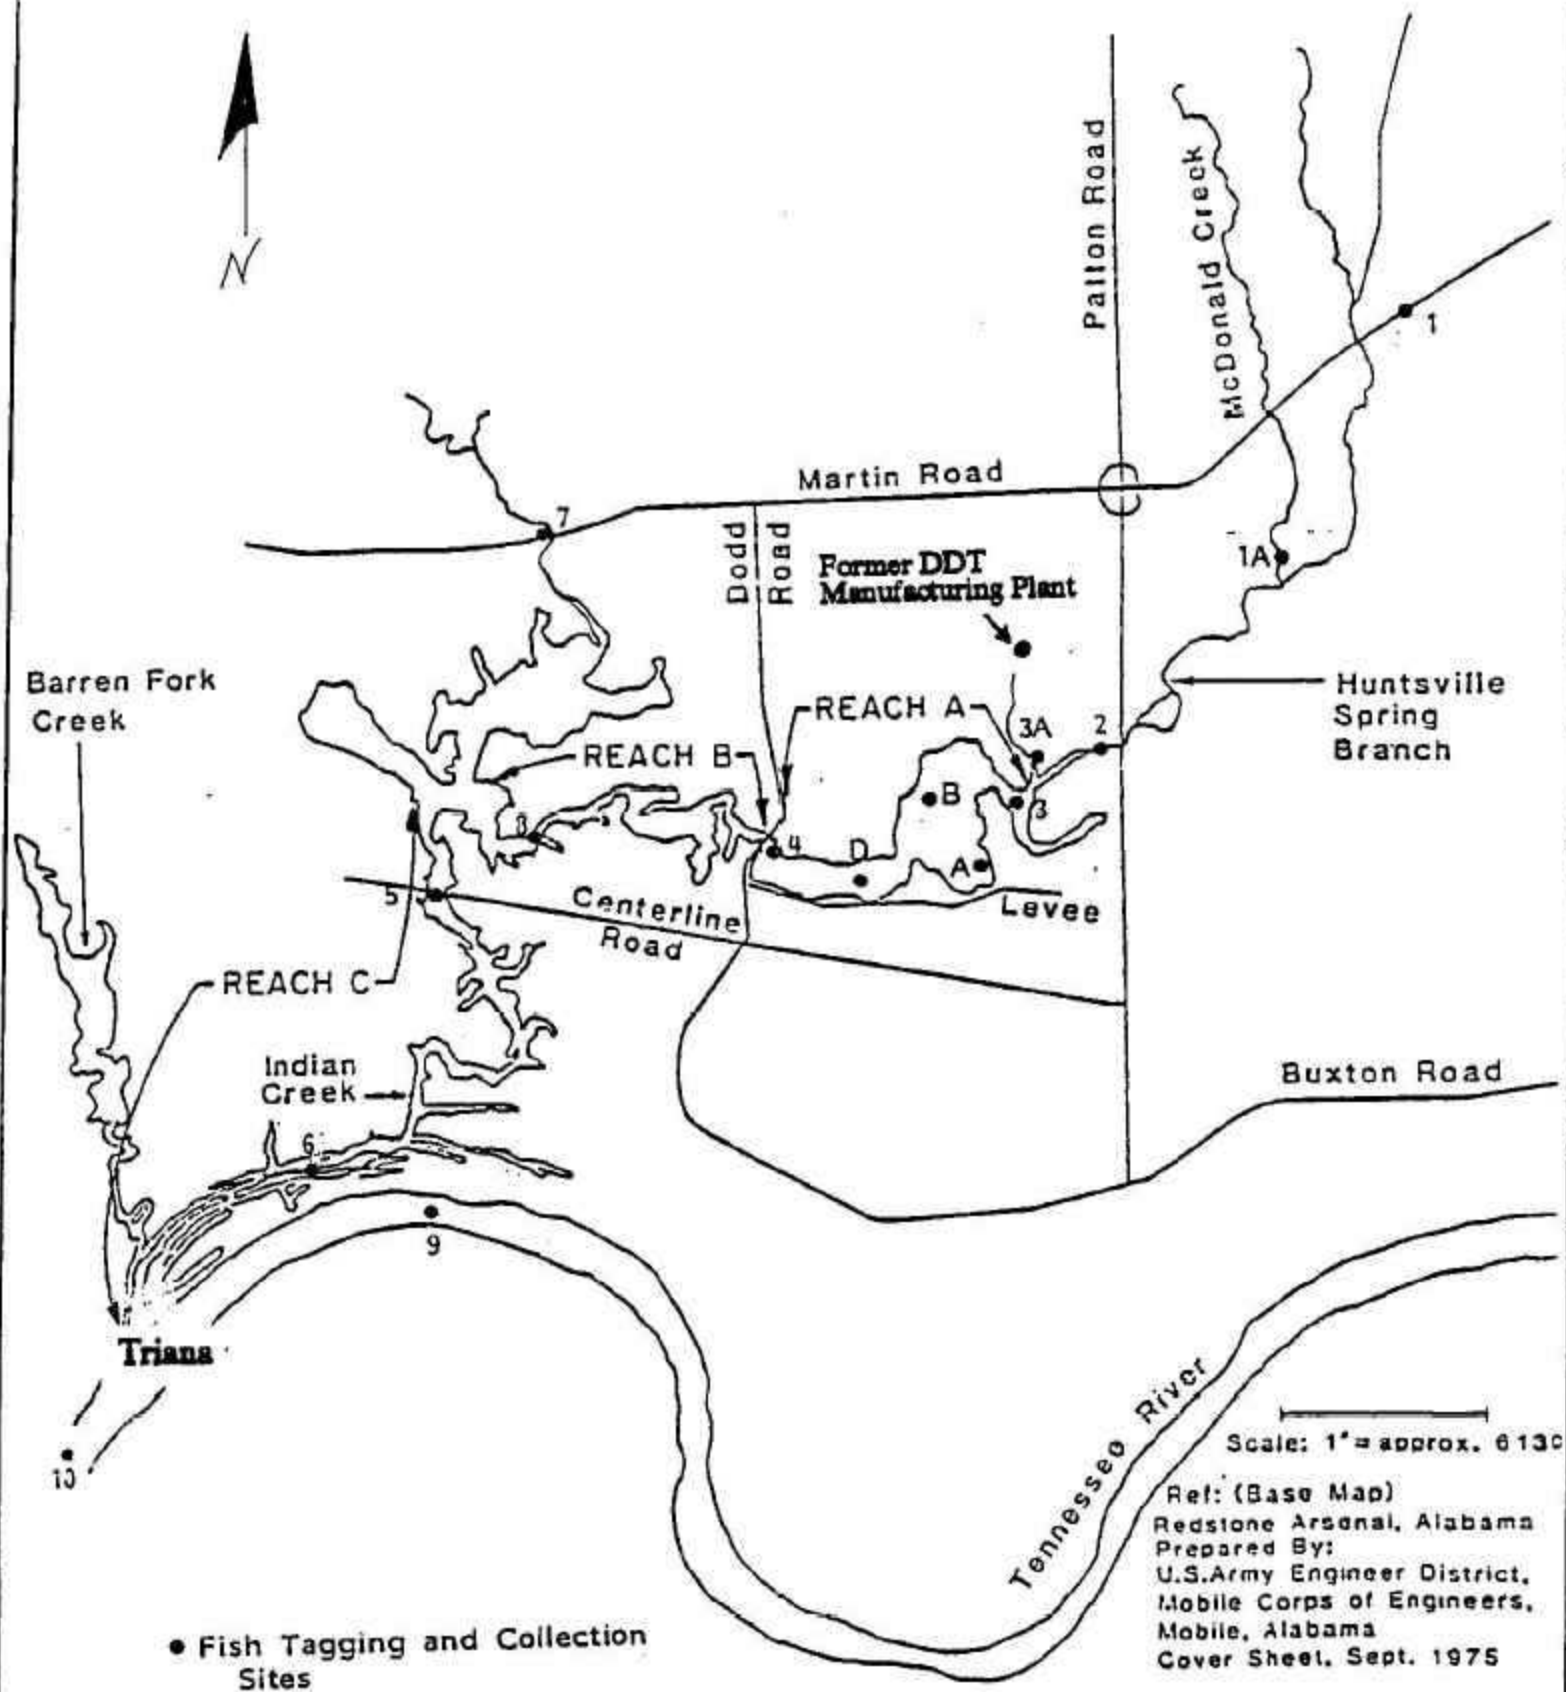 N
Patton Road
McDonald Creek
1
Martin Road
7
Dodd
Road
1A
Former DDT
Manufacturing Plant
Barren Fork
Creek
Huntsville
Spring
Branch
REACH A
3A
2
REACH B
B
3
8
4
D
A
5
Centerline
Road
Levee
REACH C
Indian
Creek
Buxton Road
6
9
Triana
10
Tennessee River
Scale: 1" = approx. 613
Ref: (Base Map)
Redstone Arsenal, Alabama
Prepared By:
U.S.Army Engineer District,
Mobile Corps of Engineers,
Mobile, Alabama
Cover Sheet, Sept. 1975
• Fish Tagging and Collection
Sites